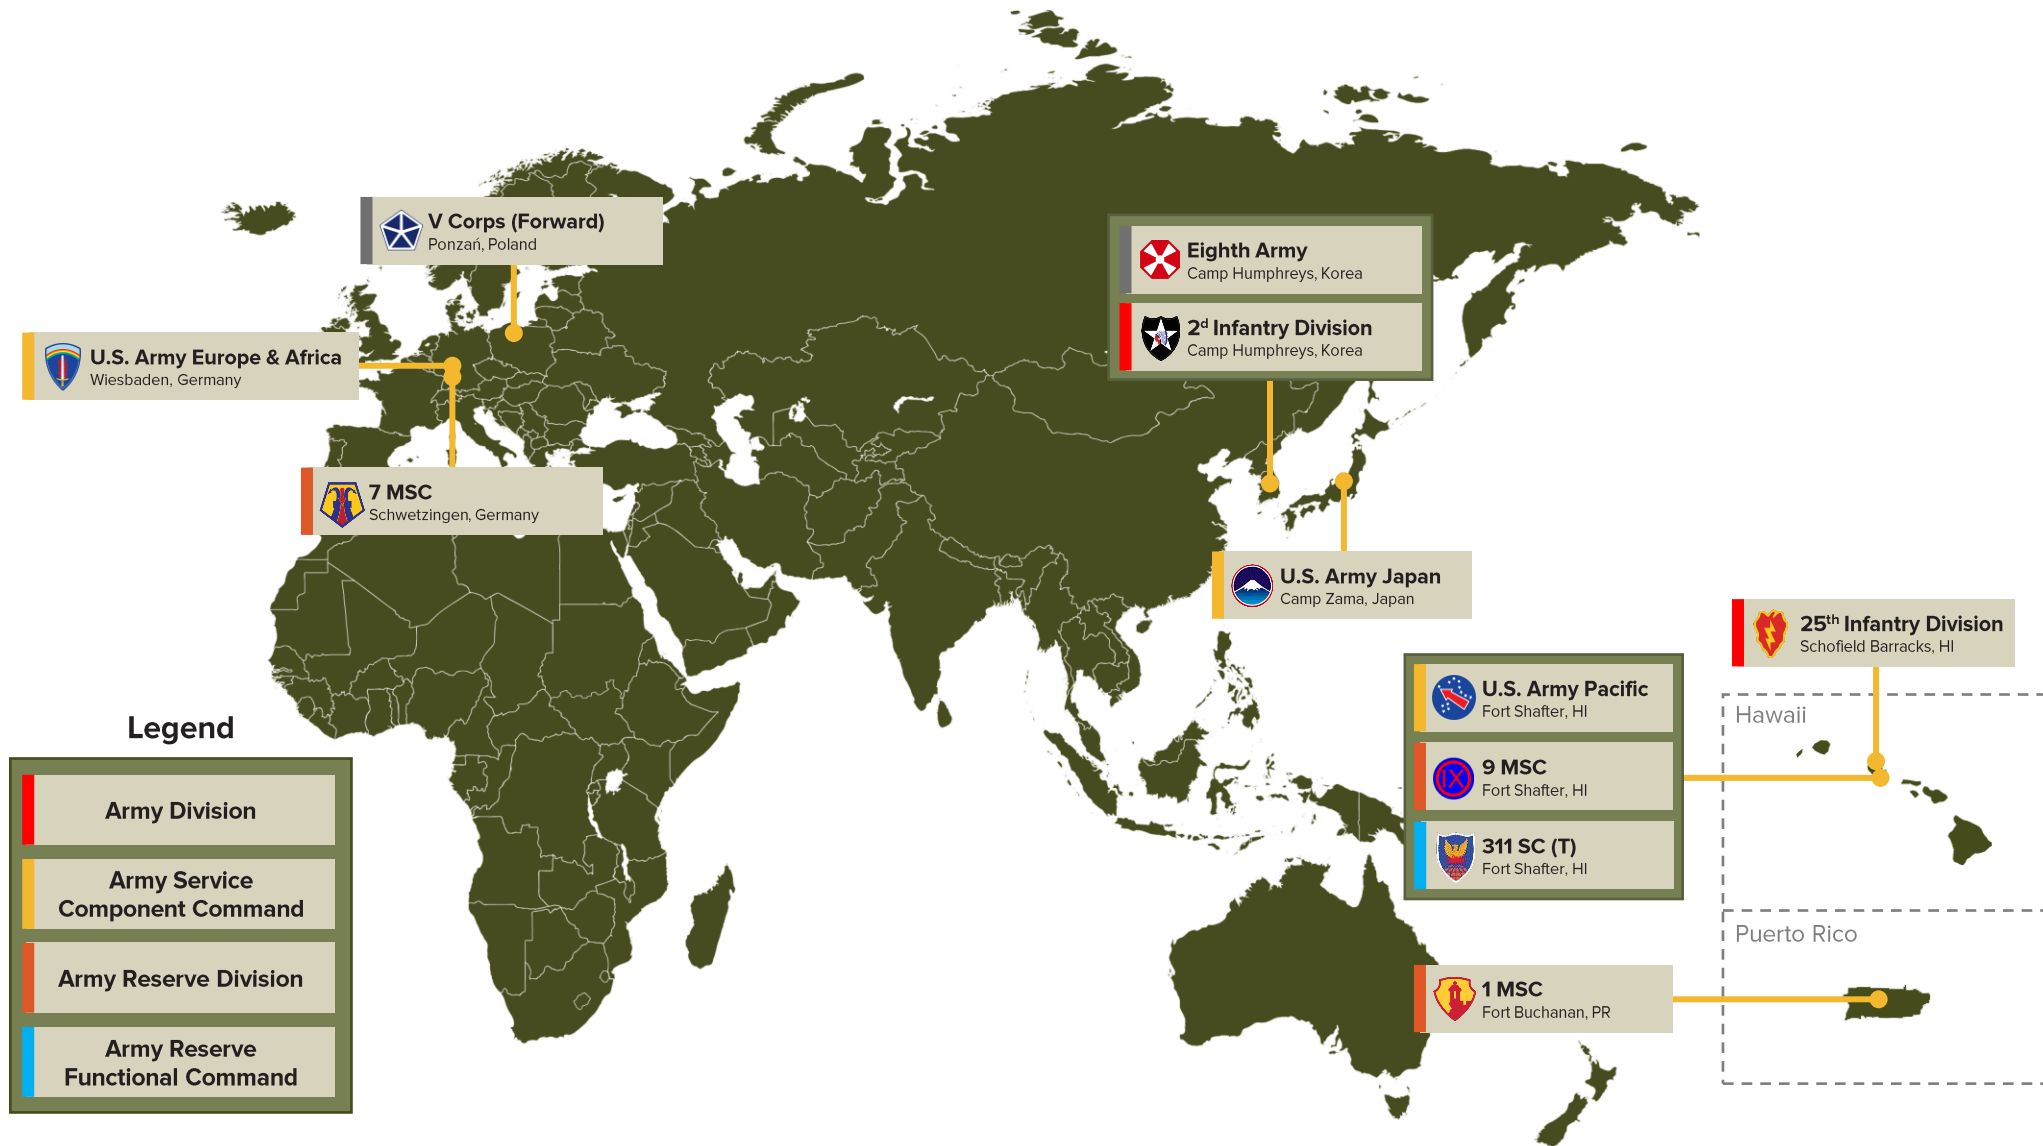 V Corps (Forward)
Ponzań, Poland
U.S. Army Europe & Africa
Wiesbaden, Germany
7 MSC
Schwetzingen, Germany
Eighth Army
Camp Humphreys, Korea
2d Infantry Division
Camp Humphreys, Korea
U.S. Army Japan
Camp Zama, Japan
25th Infantry Division
Schofield Barracks, HI
Hawaii
U.S. Army Pacific
Fort Shafter, HI
9 MSC
Fort Shafter, HI
IX
311 SC (T)
Fort Shafter, HI
Puerto Rico
1 MSC
Fort Buchanan, PR
Legend
Army Division
Army Service
Component Command
Army Reserve Division
Army Reserve
Functional Command